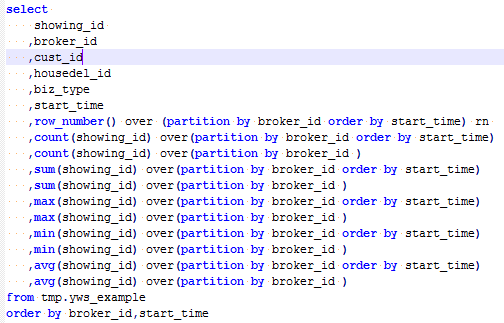 select
showing_id
,broker_id
,cust_id
,housedel_id
,biz_type
,start_time
,row_number() over (partition by broker_id order by start_time) rn
,count(showing_id) over(partition by broker_id order by start_time)
,count(showing_id) over(partition by broker_id )
,sum(showing_id) over(partition by broker_id order by start_time)
,sum(showing_id) over(partition by broker_id )
,max(showing_id) over(partition by broker_id order by start_time)
,max(showing_id) over(partition by broker_id )
,min(showing_id) over(partition by broker_id order by start_time)
,min(showing_id) over(partition by broker_id )
,avg(showing_id) over(partition by broker_id order by start_time)
,avg(showing_id) over(partition by broker_id )
from tmp.yws_example
order by broker_id,start_time